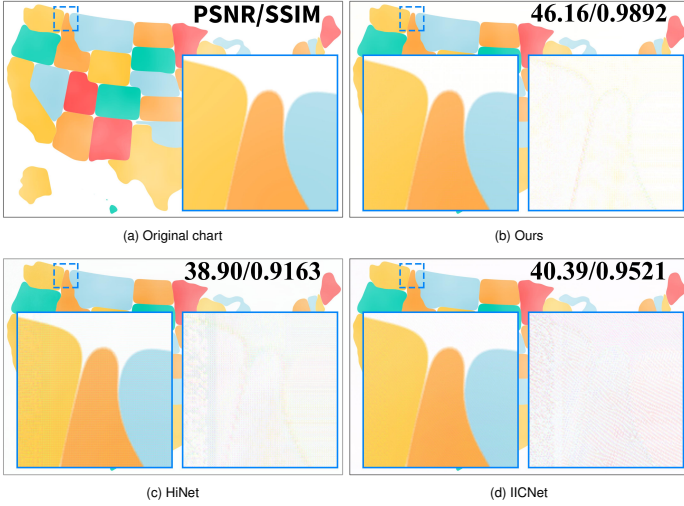 PSNR/SSIM
46.16/0.9892
(a) Original chart
(b) Ours
38.90/0.9163
40.39/0.9521
(c) HiNet
(d) IICNet